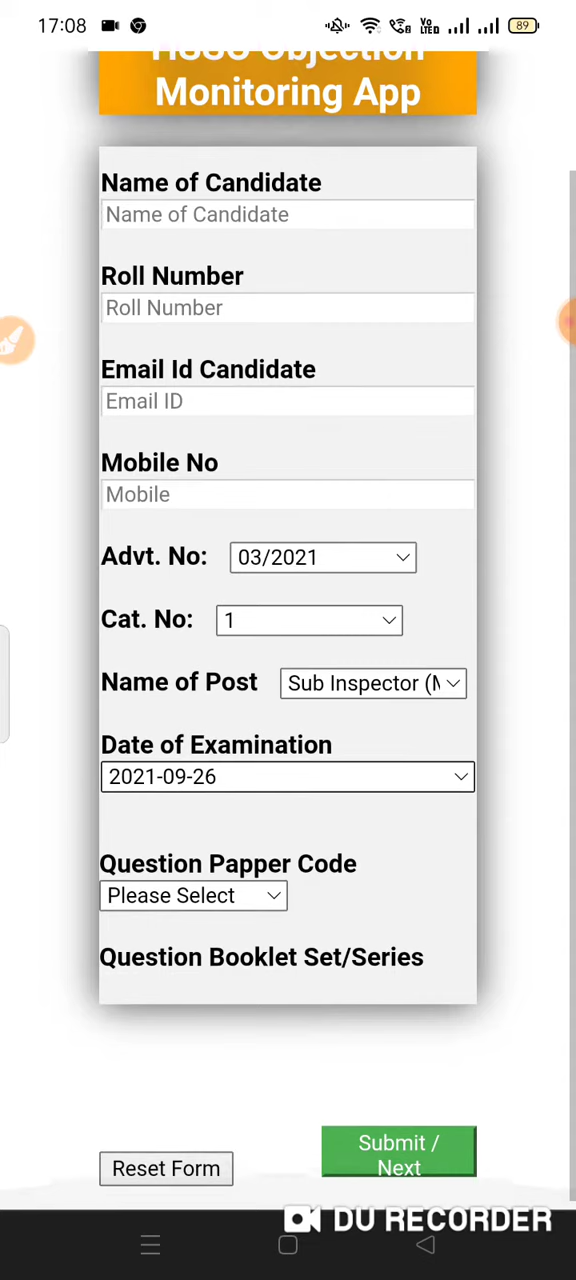 17:08
89
HSSC Objection
Monitoring App
Name of Candidate
Name of Candidate
Roll Number
Roll Number
Email Id Candidate
Email ID
Mobile No
Mobile
Advt. No: 03/2021
Cat. No: 1
Name of Post Sub Inspector (M
Date of Examination
2021-09-26
Question Papper Code
Please Select
Question Booklet Set/Series
Submit /
Next
Reset Form
DU RECORDER